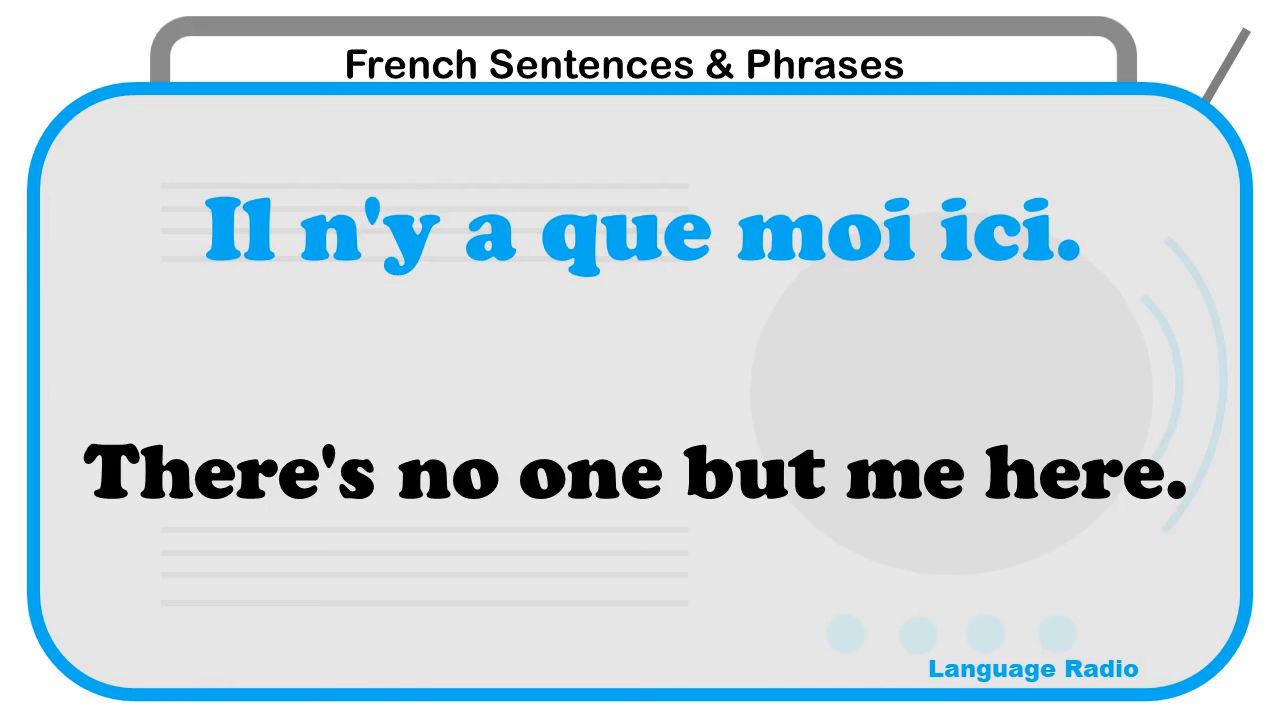 French Sentences & Phrases
Il n'y a que moi ici.
There's no one but me here.
Language Radio